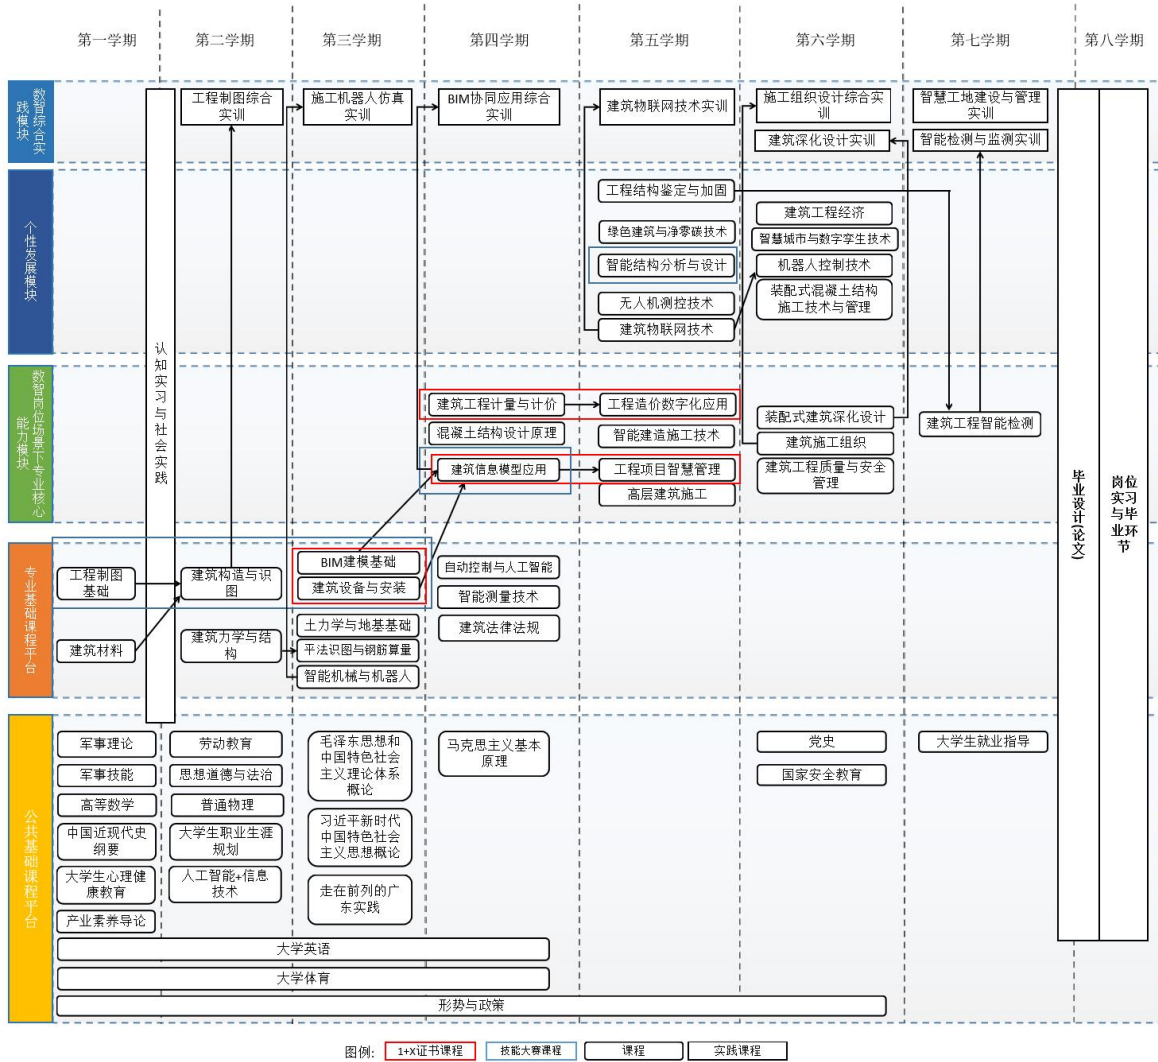 第一学期
第二学期
第三学期
第四学期
第五学期
第六学期
第七学期
第八学期
数智综合实
践模块
工程制图综合
实训
施工机器人仿真
实训
BIM协同应用综合
实训
建筑物联网技术实训
施工组织设计综合实
训
建筑深化设计实训
智慧工地建设与管理
实训
智能检测与监测实训
个性发展模块
工程结构鉴定与加固
绿色建筑与净零碳技术
智能结构分析与设计
无人机测控技术
建筑物联网技术
建筑工程经济
智慧城市与数字孪生技术
机器人控制技术
装配式混凝土结构
施工技术与管理
认知实习与社会实践
数智岗位场景下专业核心
能力模块
建筑工程计量与计价
混凝土结构设计原理
建筑信息模型应用
工程造价数字化应用
智能建造施工技术
工程项目智慧管理
高层建筑施工
装配式建筑深化设计
建筑施工组织
建筑工程质量与安全
管理
建筑工程智能检测
毕业设计(论文)
岗位
实习
与毕
业环
节
专业基础课程平台
工程制图
基础
建筑材料
建筑构造与识
图
建筑力学与结
构
BIM建模基础
建筑设备与安装
土力学与地基基础
平法识图与钢筋算量
智能机械与机器人
自动控制与人工智能
智能测量技术
建筑法律法规
公共基础课程平台
军事理论
军事技能
高等数学
中国近现代史
纲要
大学生心理健
康教育
产业素养导论
劳动教育
思想道德与法治
普通物理
大学生职业生涯
规划
人工智能+信息
技术
毛泽东思想和
中国特色社会
主义理论体系
概论
习近平新时代
中国特色社会
主义思想概论
走在前列的广
东实践
马克思主义基本
原理
党史
国家安全教育
大学生就业指导
大学英语
大学体育
形势与政策
图例:
1+X证书课程
技能大赛课程
课程
实践课程